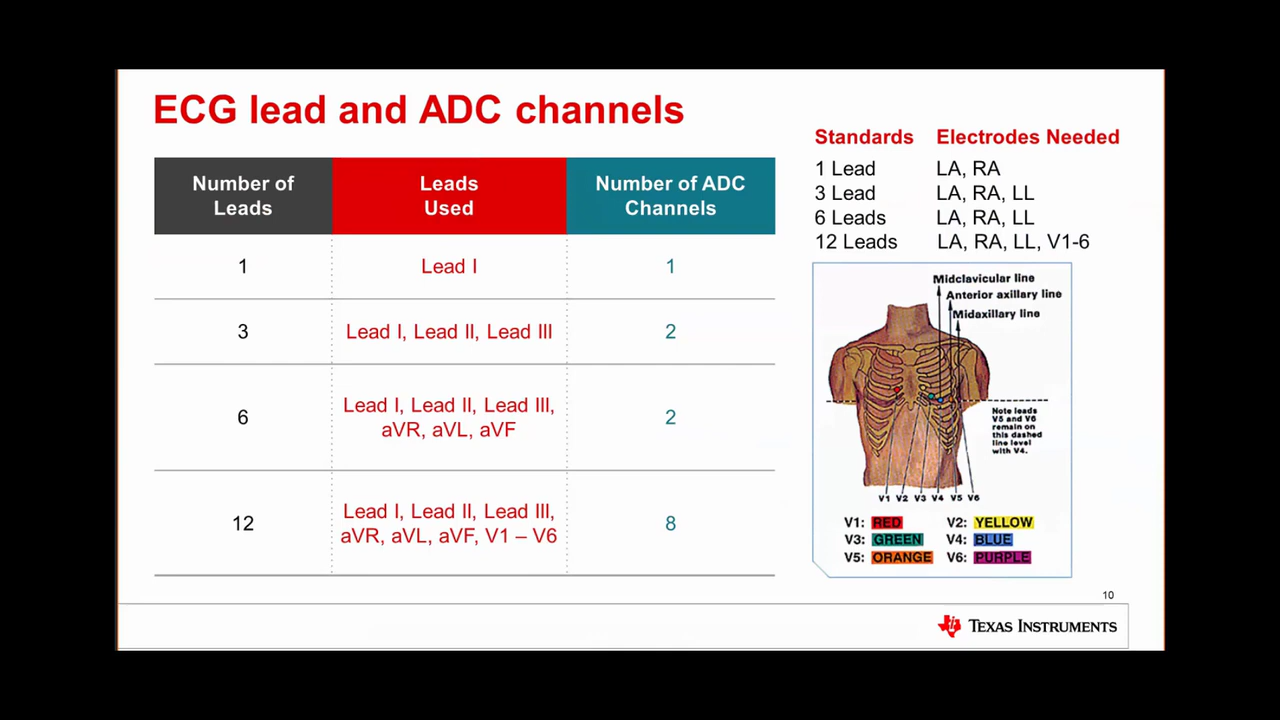 ECG lead and ADC channels
Number of Leads
Leads Used
Number of ADC Channels
1
Lead I
1
3
Lead I, Lead II, Lead III
2
6
Lead I, Lead II, Lead III,
aVR, aVL, aVF
2
12
Lead I, Lead II, Lead III,
aVR, aVL, aVF, V1 – V6
8
Standards Electrodes Needed
1 Lead LA, RA
3 Lead LA, RA, LL
6 Leads LA, RA, LL
12 Leads LA, RA, LL, V1-6
Midclavicular line
Anterior axillary line
Midaxillary line
Note leads
V5 and V6
remain on
this dashed
line level
with V4.
V1 V2 V3 V4 V5 V6
V1: RED V2: YELLOW
V3: GREEN V4: BLUE
V5: ORANGE V6: PURPLE
10
TEXAS INSTRUMENTS